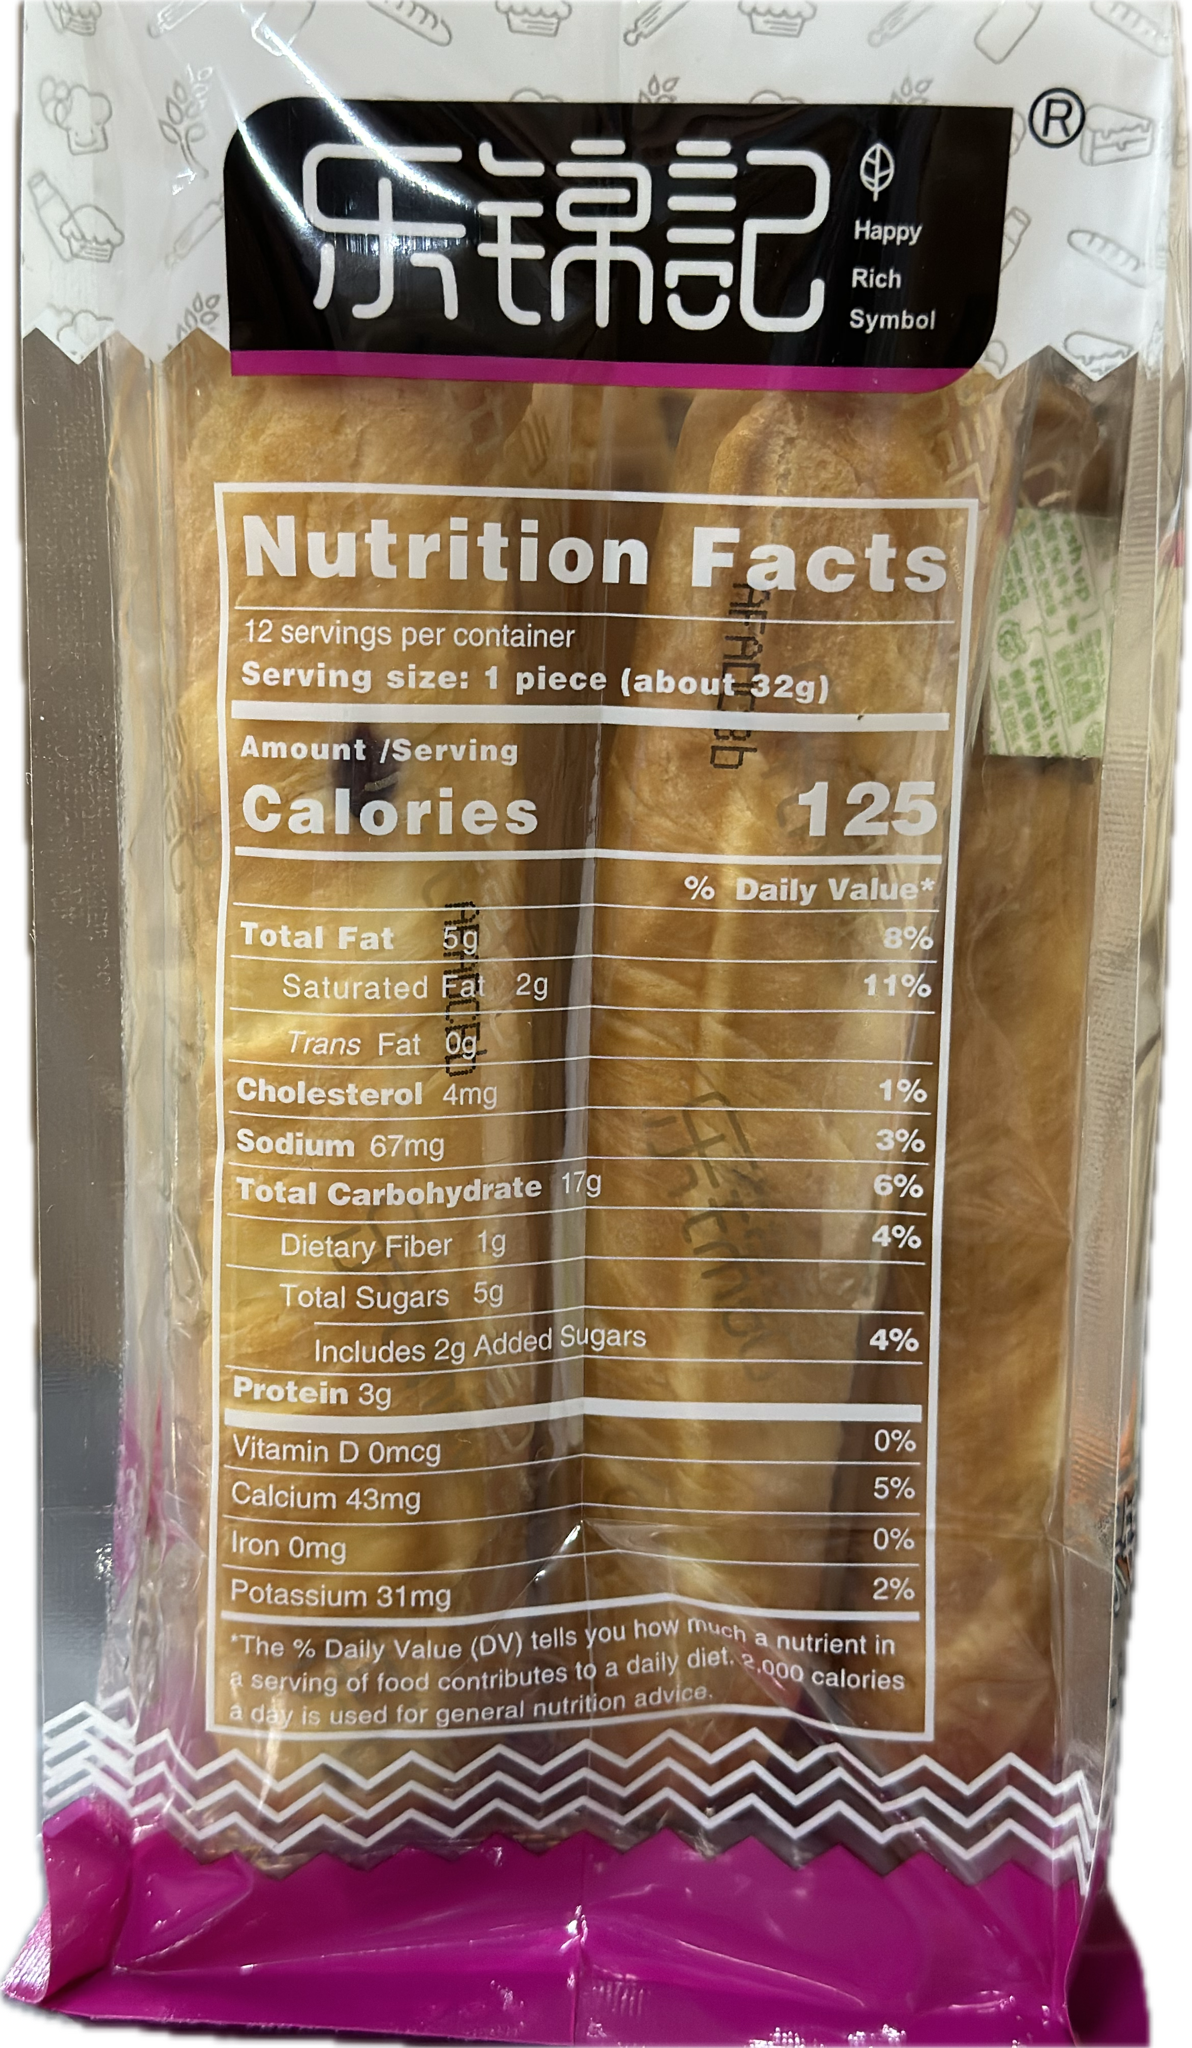 乐锦記
®
Happy
Rich
Symbol
Nutrition Facts
12 servings per container
Serving size: 1 piece (about 32g)
Amount /Serving
Calories 125
% Daily Value*
Total Fat 5g 8%
Saturated Fat 2g 11%
Trans Fat 0g
Cholesterol 4mg 1%
Sodium 67mg 3%
Total Carbohydrate 17g 6%
Dietary Fiber 1g 4%
Total Sugars 5g
Includes 2g Added Sugars 4%
Protein 3g
Vitamin D 0mcg 0%
Calcium 43mg 5%
Iron 0mg 0%
Potassium 31mg 2%
*The % Daily Value (DV) tells you how much a nutrient in
a serving of food contributes to a daily diet. 2,000 calories
a day is used for general nutrition advice.